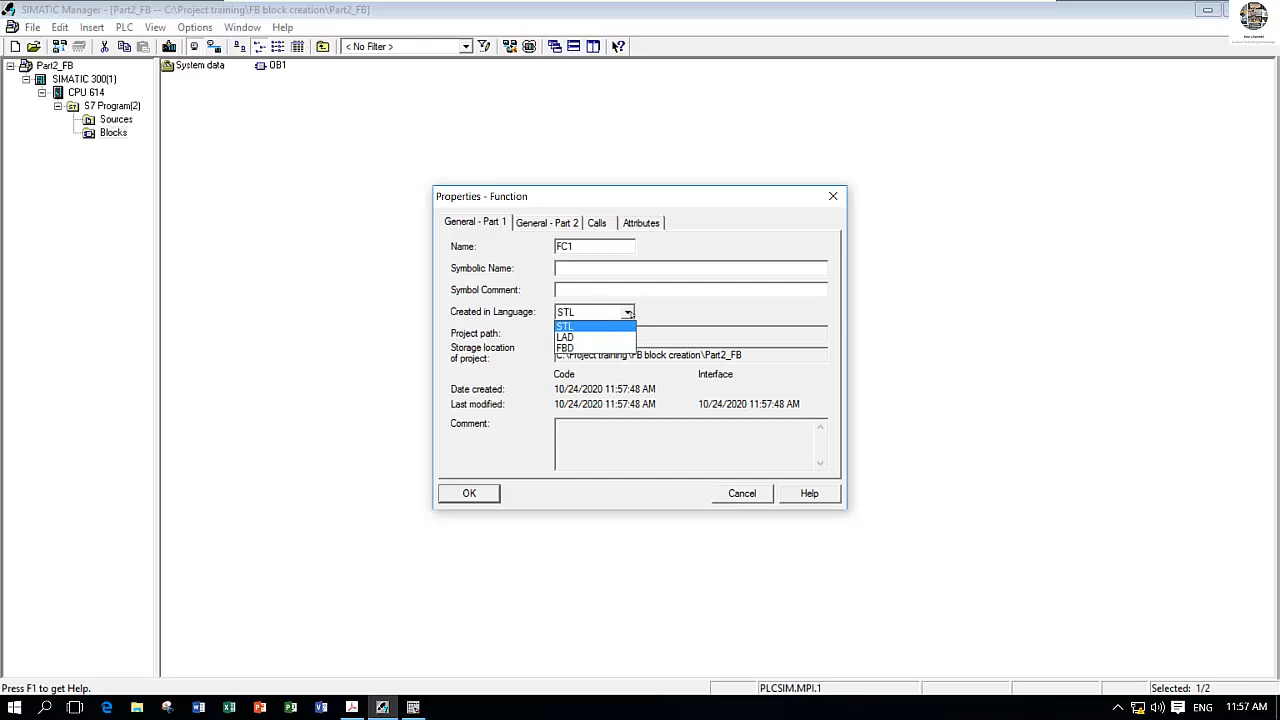 SIMATIC Manager - [Part2_FB -- C:\Project training\FB block creation\Part2_FB]
File Edit Insert PLC View Options Window Help
< No Filter >
Part2_FB
SIMATIC 300(1)
CPU 614
S7 Program(2)
Sources
Blocks
System data OB1
Properties - Function
General - Part 1 General - Part 2 Calls Attributes
Name: FC1
Symbolic Name:
Symbol Comment:
Created in Language: STL
STL
LAD
FBD
Project path:
Storage location
of project: C:\Project training\FB block creation\Part2_FB
Code Interface
Date created: 10/24/2020 11:57:48 AM
Last modified: 10/24/2020 11:57:48 AM 10/24/2020 11:57:48 AM
Comment:
OK Cancel Help
Press F1 to get Help. PLCSIM.MPI.1 Selected: 1/2
ENG 11:57 AM